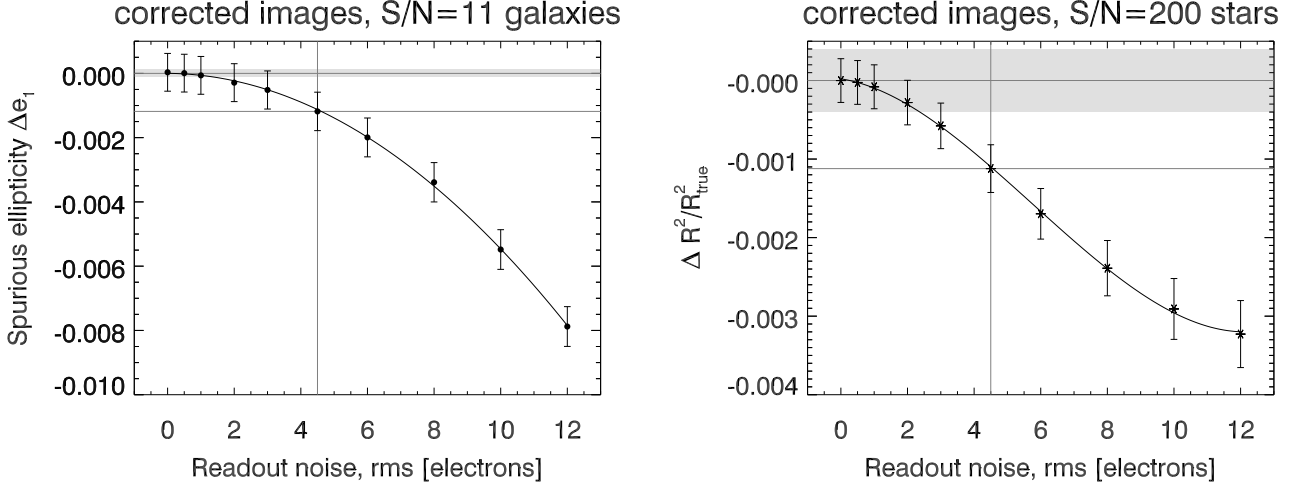 corrected images, S/N=11 galaxies
Spurious ellipticity Δe1
0.000
-0.002
-0.004
-0.006
-0.008
-0.010
0 2 4 6 8 10 12
Readout noise, rms [electrons]
corrected images, S/N=200 stars
Δ R²/R²true
-0.000
-0.001
-0.002
-0.003
-0.004
0 2 4 6 8 10 12
Readout noise, rms [electrons]